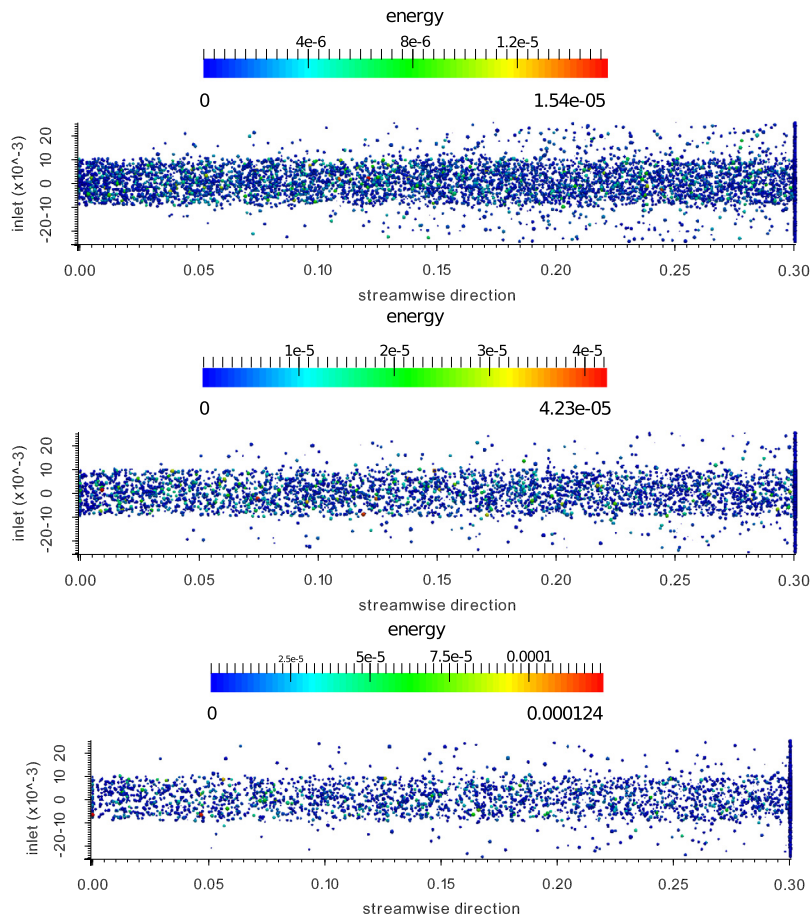 energy
4e-6 8e-6 1.2e-5
0 1.54e-05
inlet (x10^-3)
20
10
0
-20-10
0.00 0.05 0.10 0.15 0.20 0.25 0.30
streamwise direction
energy
1e-5 2e-5 3e-5 4e-5
0 4.23e-05
inlet (x10^-3)
20
10
0
-20-10
0.00 0.05 0.10 0.15 0.20 0.25 0.30
streamwise direction
energy
2.5e-5 5e-5 7.5e-5 0.0001
0 0.000124
inlet (x10^-3)
20
10
0
-20-10
0.00 0.05 0.10 0.15 0.20 0.25 0.30
streamwise direction